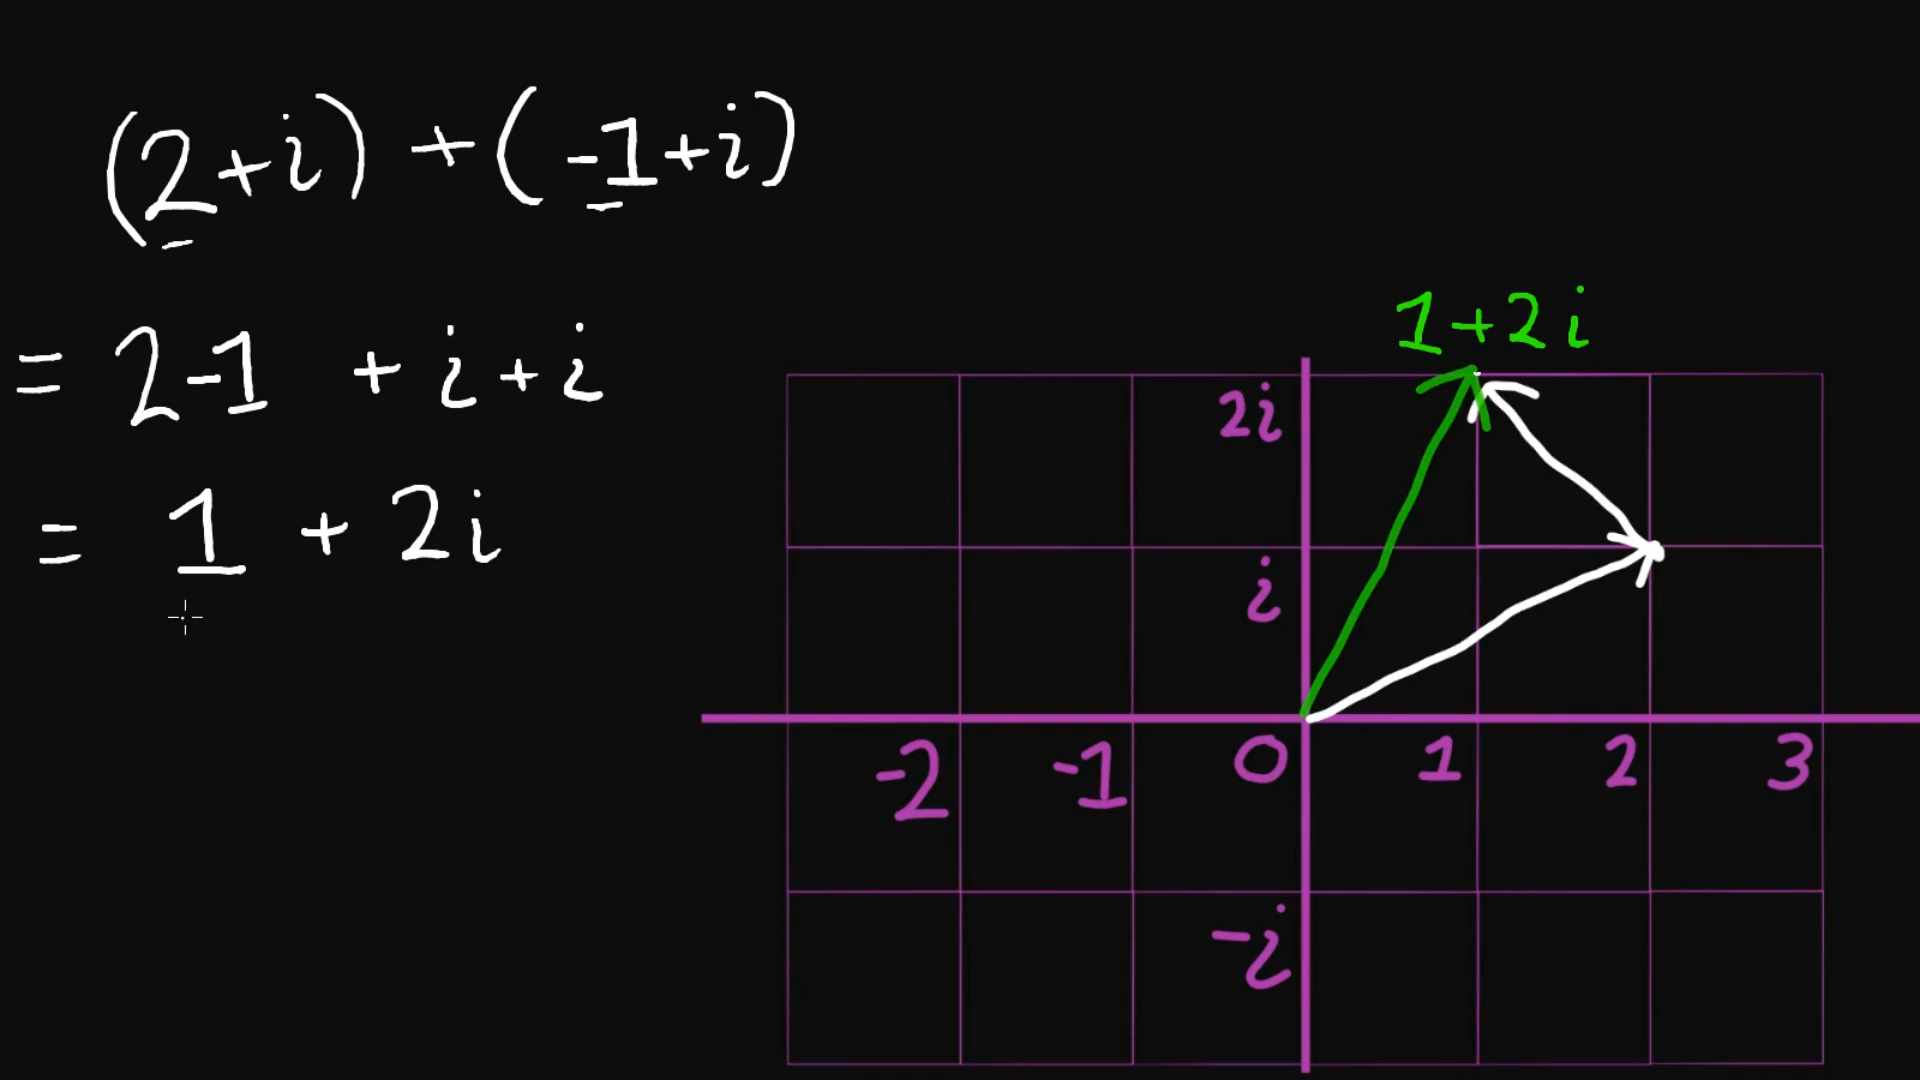 (2+i) + (-1+i)
= 2-1 + i + i
= 1 + 2i
1+2i
2i
i
-2 -1 0 1 2 3
-i